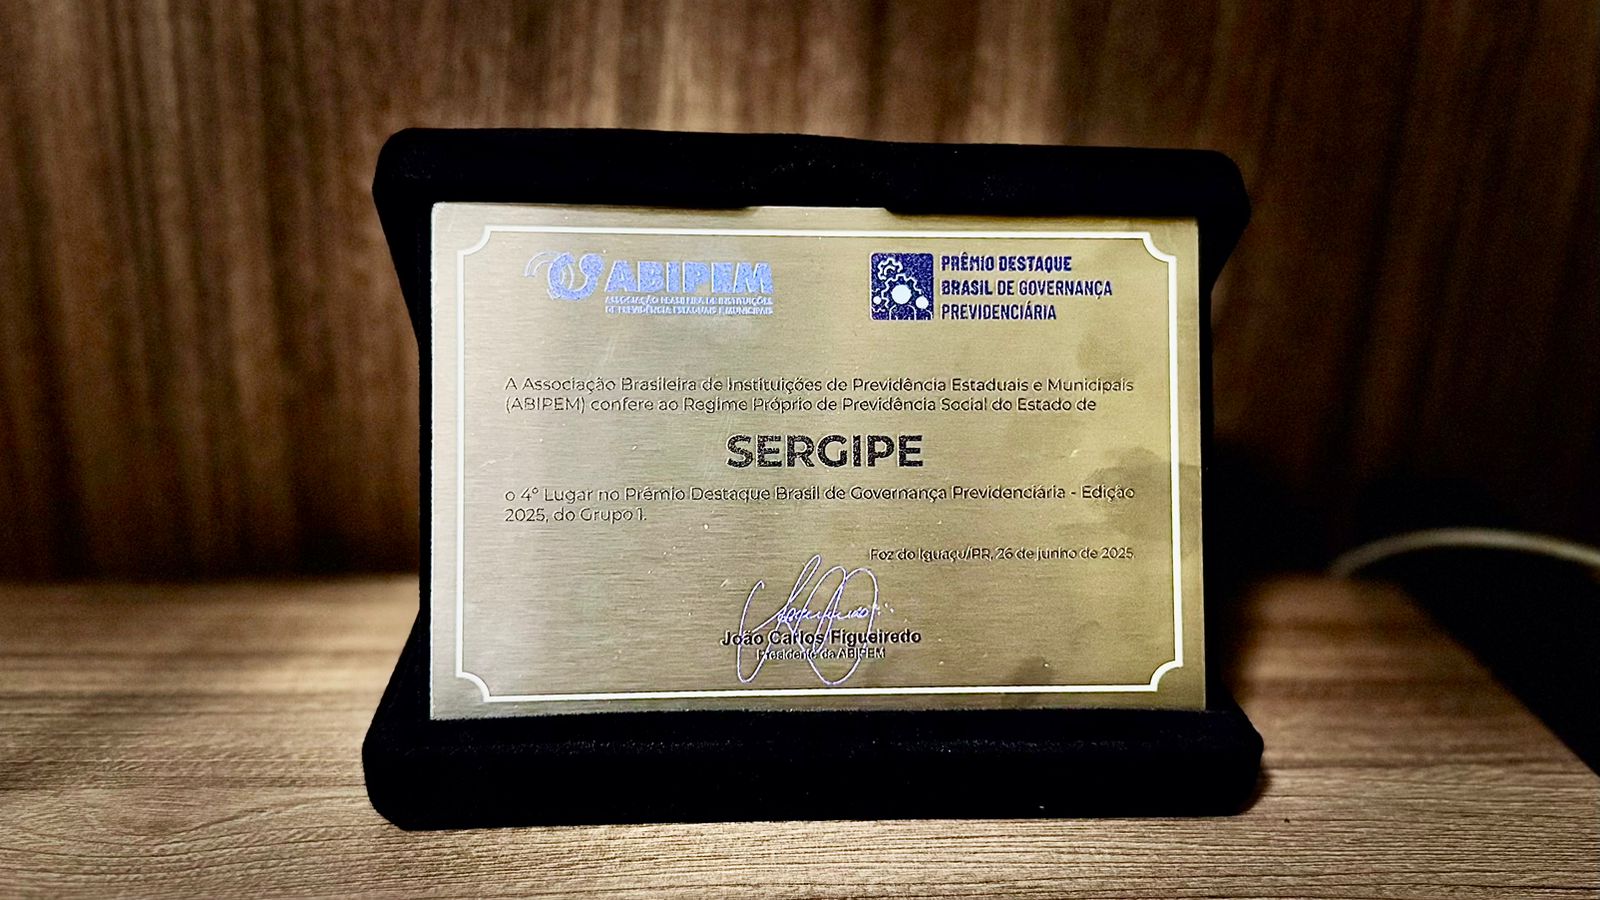 ABIPEM
ASSOCIAÇÃO BRASILEIRA DE INSTITUIÇÕES
DE PREVIDÊNCIA ESTADUAIS E MUNICIPAIS
PRÊMIO DESTAQUE
BRASIL DE GOVERNANÇA
PREVIDENCIÁRIA
A Associação Brasileira de Instituições de Previdência Estaduais e Municipais
(ABIPEM) confere ao Regime Próprio de Previdência Social do Estado de
SERGIPE
o 4º Lugar no Prêmio Destaque Brasil de Governança Previdenciária - Edição
2025, do Grupo 1.
Foz do Iguaçu/PR, 26 de junho de 2025.
João Carlos Figueiredo
Presidente da ABIPEM